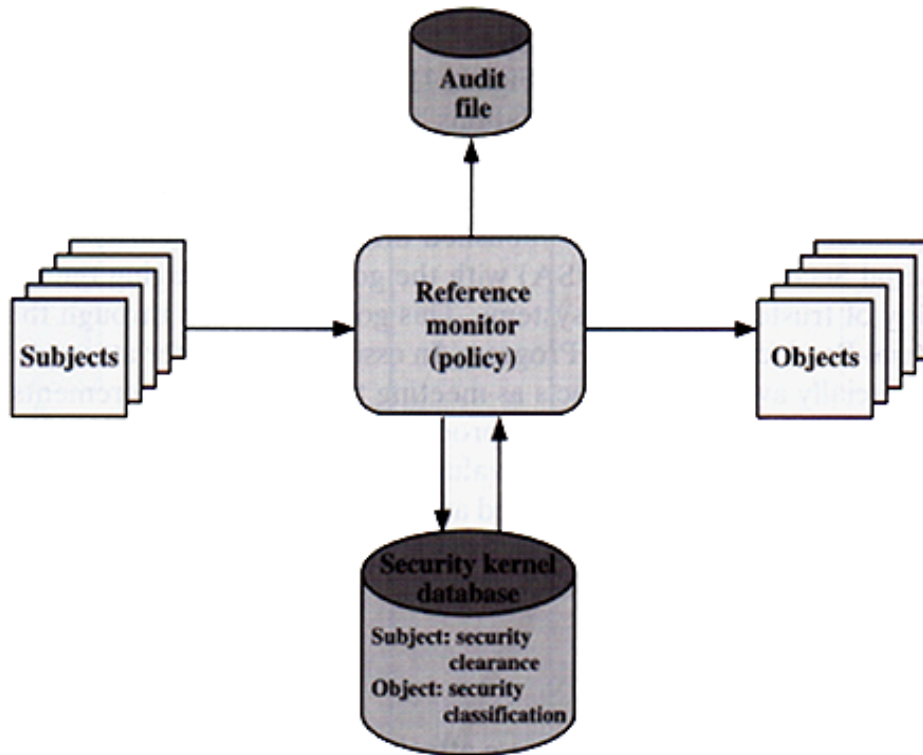 Audit
file
Subjects
Reference
monitor
(policy)
Objects
Security kernel
database
Subject: security
clearance
Object: security
classification